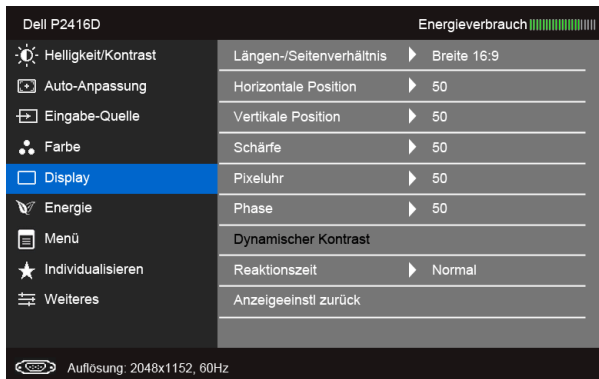 Dell P2416D Energieverbrauch
Helligkeit/Kontrast Längen-/Seitenverhältnis Breite 16:9
Auto-Anpassung Horizontale Position 50
Eingabe-Quelle Vertikale Position 50
Farbe Schärfe 50
Display Pixeluhr 50
Energie Phase 50
Menü Dynamischer Kontrast
Individualisieren Reaktionszeit Normal
Weiteres Anzeigeeinstl zurück
Auflösung: 2048x1152, 60Hz